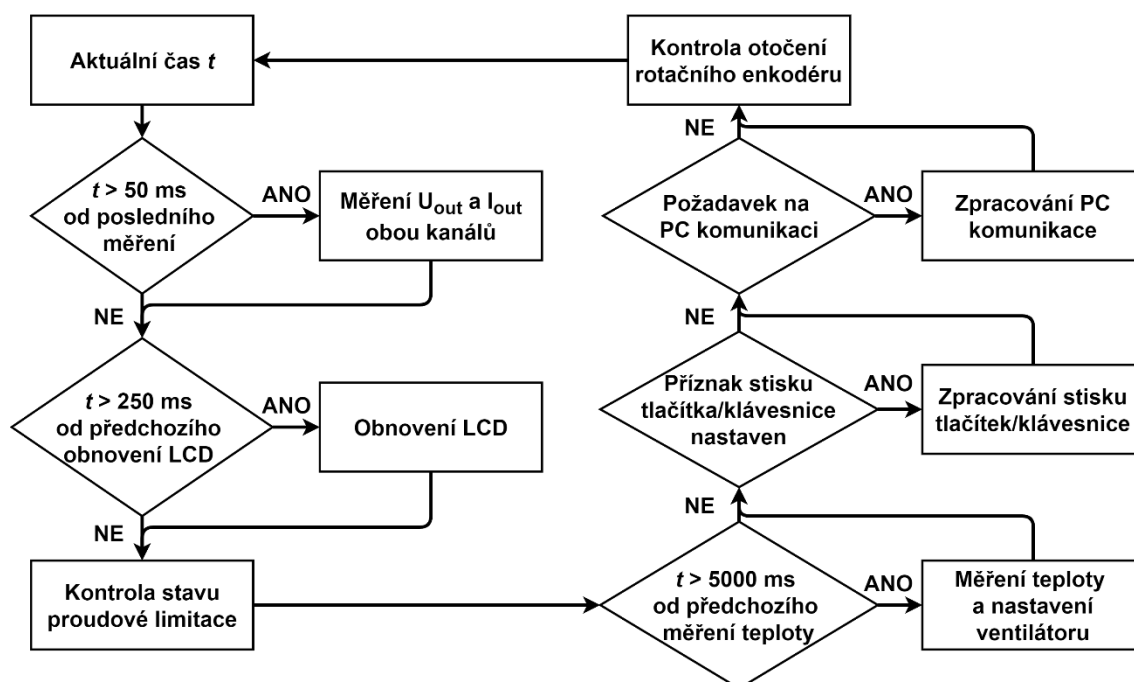 Aktuální čas t
t > 50 ms
od posledního
měření
ANO
Měření Uout a Iout
obou kanálů
NE
t > 250 ms
od předchozího
obnovení LCD
ANO
Obnovení LCD
NE
Kontrola stavu
proudové limitace
t > 5000 ms
od předchozího
měření teploty
ANO
Měření teploty
a nastavení
ventilátoru
NE
Příznak stisku
tlačítka/klávesnice
nastaven
ANO
Zpracování stisku
tlačítek/klávesnice
NE
Požadavek na
PC komunikaci
ANO
Zpracování PC
komunikace
NE
Kontrola otočení
rotačního enkodéru